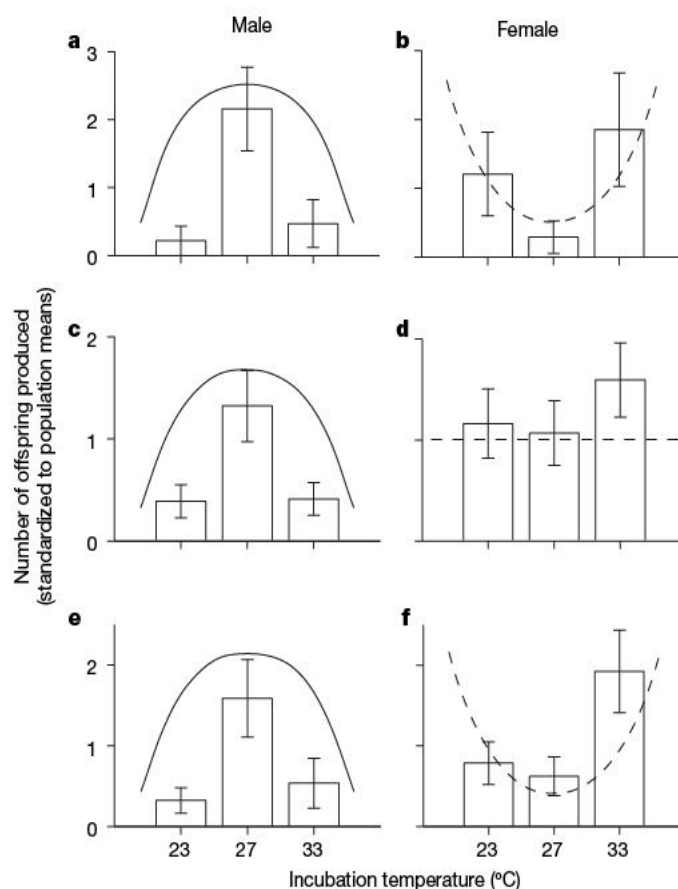 Male
Female
a
3
2
1
0
b
Number of offspring produced
(standardized to population means)
c
2
1
0
d
e
2
1
0
f
23 27 33
23 27 33
Incubation temperature (ºC)